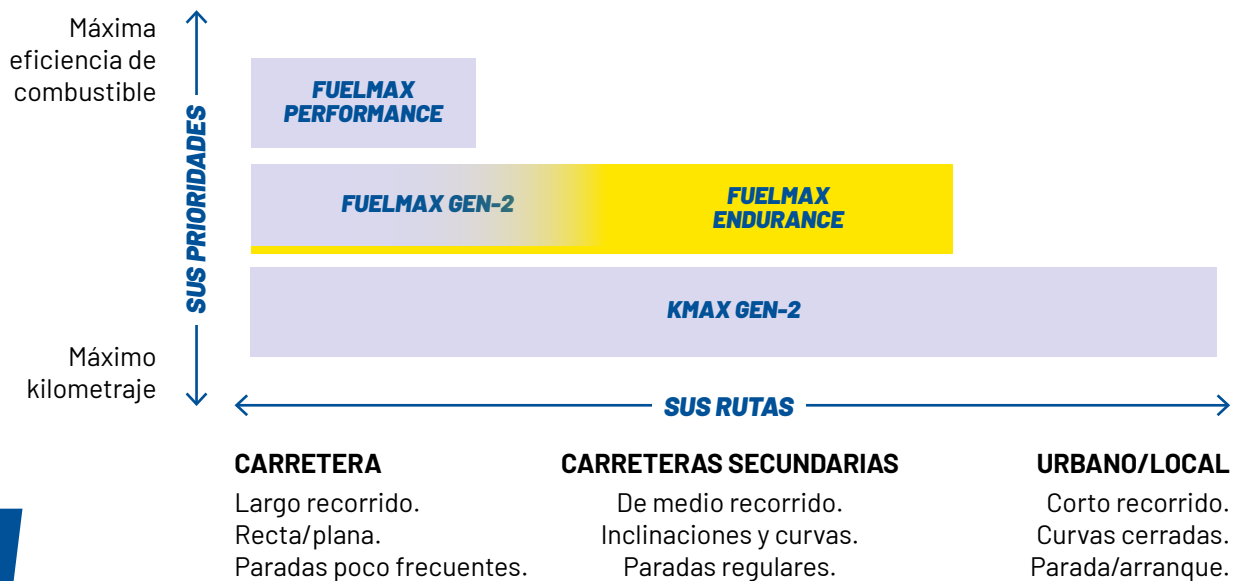 Máxima
eficiencia de
combustible
SUS PRIORIDADES
Máximo
kilometraje
FUELMAX
PERFORMANCE
FUELMAX GEN-2
FUELMAX
ENDURANCE
KMAX GEN-2
SUS RUTAS
CARRETERA
Largo recorrido.
Recta/plana.
Paradas poco frecuentes.
CARRETERAS SECUNDARIAS
De medio recorrido.
Inclinaciones y curvas.
Paradas regulares.
URBANO/LOCAL
Corto recorrido.
Curvas cerradas.
Parada/arranque.